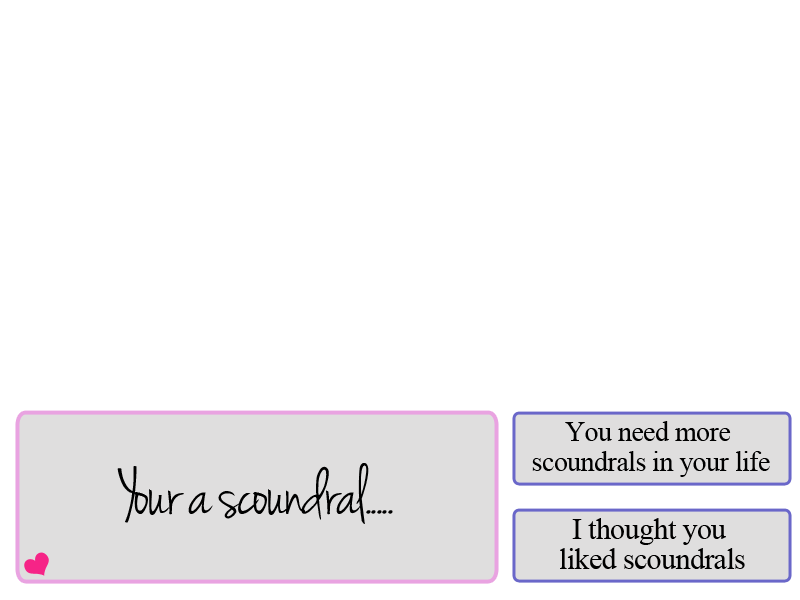 Your a scoundral.....
You need more
scoundrals in your life
I thought you
liked scoundrals